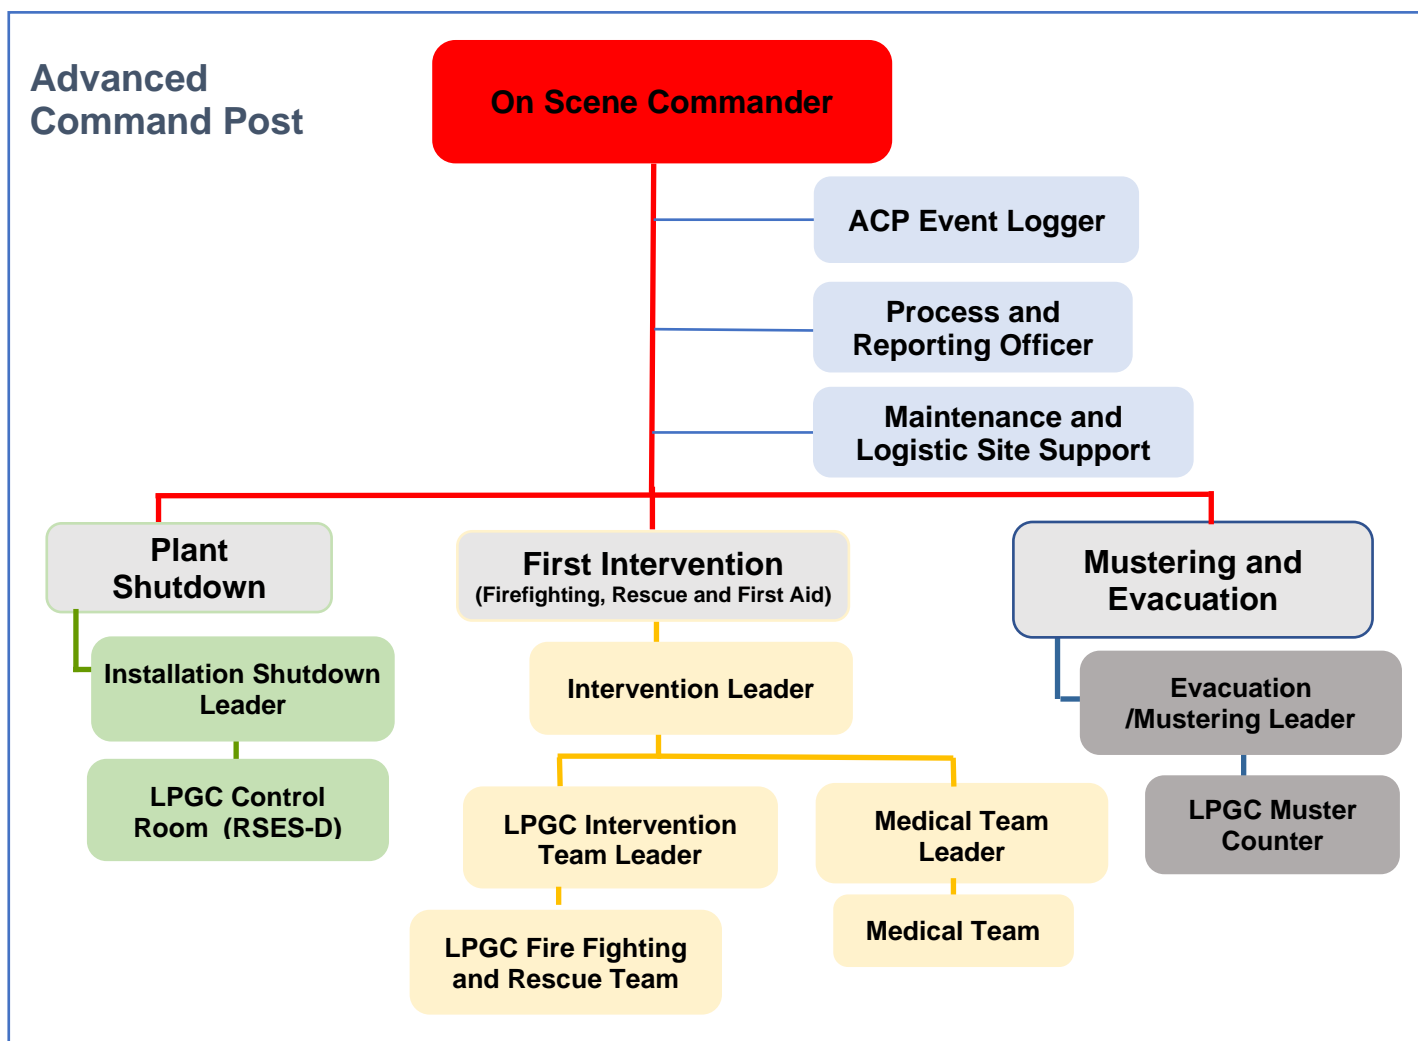 Advanced
Command Post
On Scene Commander
ACP Event Logger
Process and
Reporting Officer
Maintenance and
Logistic Site Support
Plant
Shutdown
First Intervention
(Firefighting, Rescue and First Aid)
Mustering and
Evacuation
Installation Shutdown
Leader
Intervention Leader
Evacuation
/Mustering Leader
LPGC Control
Room (RSES-D)
LPGC Intervention
Team Leader
Medical Team
Leader
LPGC Muster
Counter
LPGC Fire Fighting
and Rescue Team
Medical Team